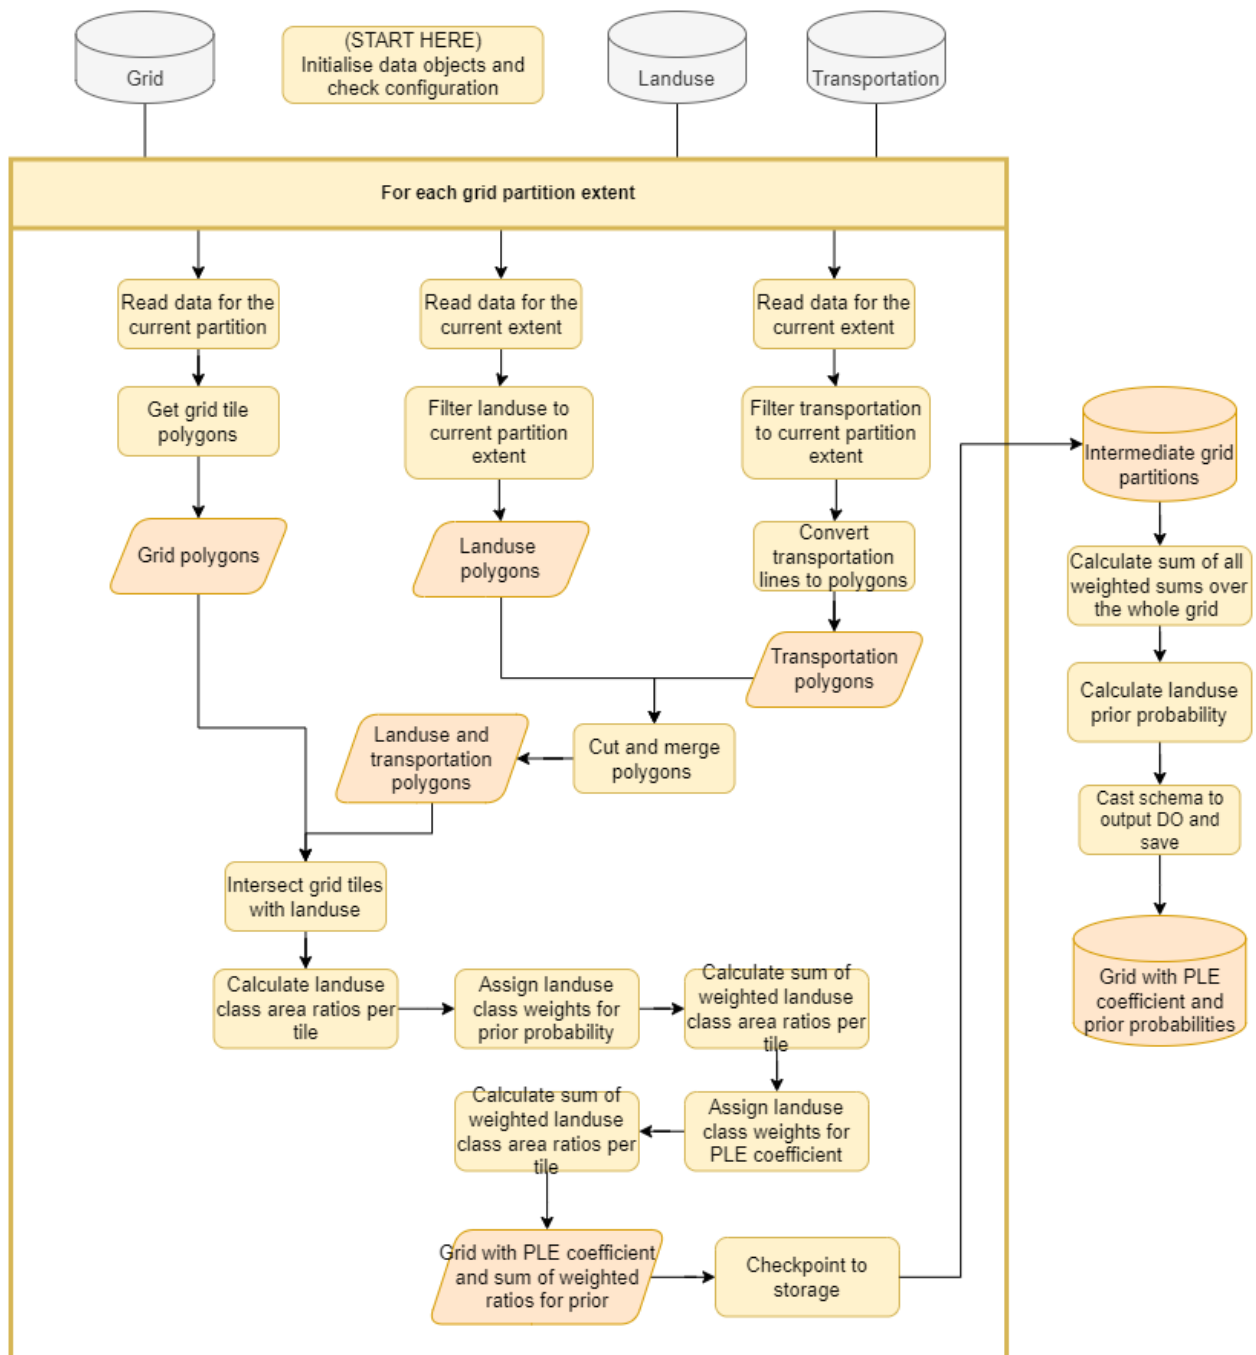 Grid
(START HERE)
Initialise data objects and
check configuration
Landuse
Transportation
For each grid partition extent
Read data for the
current partition
Read data for the
current extent
Read data for the
current extent
Get grid tile
polygons
Filter landuse to
current partition
extent
Filter transportation
to current partition
extent
Grid polygons
Landuse
polygons
Convert
transportation
lines to polygons
Transportation
polygons
Landuse and
transportation
polygons
Cut and merge
polygons
Intersect grid tiles
with landuse
Calculate landuse
class area ratios per
tile
Assign landuse
class weights for
prior probability
Calculate sum of
weighted landuse
class area ratios per
tile
Calculate sum of
weighted landuse
class area ratios per
tile
Assign landuse
class weights for
PLE coefficient
Grid with PLE coefficient
and sum of weighted
ratios for prior
Checkpoint to
storage
Intermediate grid
partitions
Calculate sum of all
weighted sums over
the whole grid
Calculate landuse
prior probability
Cast schema to
output DO and
save
Grid with PLE
coefficient and
prior probabilities